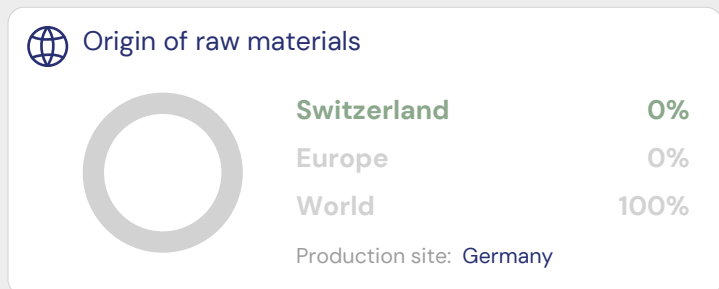 Origin of raw materials
Switzerland 0%
Europe 0%
World 100%
Production site: Germany